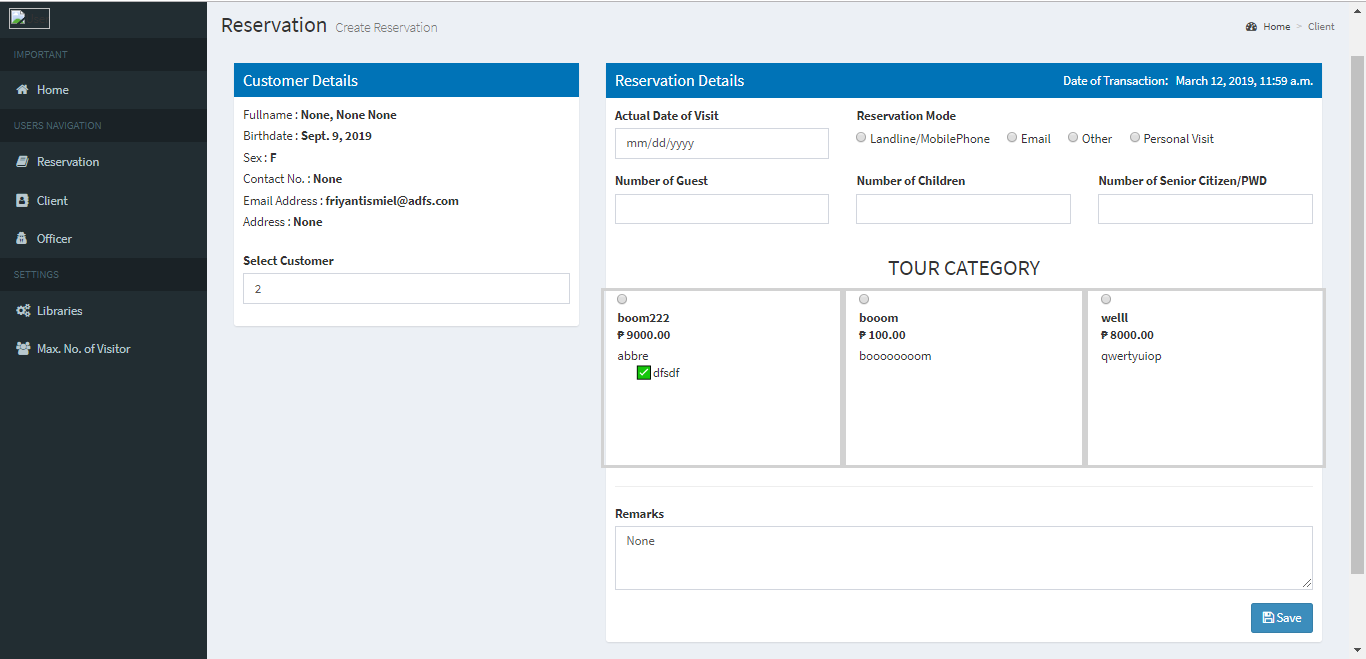 Reservation Create Reservation
Home > Client
IMPORTANT
Home
USERS NAVIGATION
Reservation
Client
Officer
SETTINGS
Libraries
Max. No. of Visitor
Customer Details
Fullname : None, None None
Birthdate : Sept. 9, 2019
Sex : F
Contact No. : None
Email Address : friyantismiel@adfs.com
Address : None
Select Customer
2
Reservation Details
Date of Transaction: March 12, 2019, 11:59 a.m.
Actual Date of Visit
mm/dd/yyyy
Reservation Mode
Landline/MobilePhone Email Other Personal Visit
Number of Guest
Number of Children
Number of Senior Citizen/PWD
TOUR CATEGORY
boom222
₱ 9000.00
abbre
dfsdf
booom
₱ 100.00
boooooooom
welll
₱ 8000.00
qwertyuiop
Remarks
None
Save